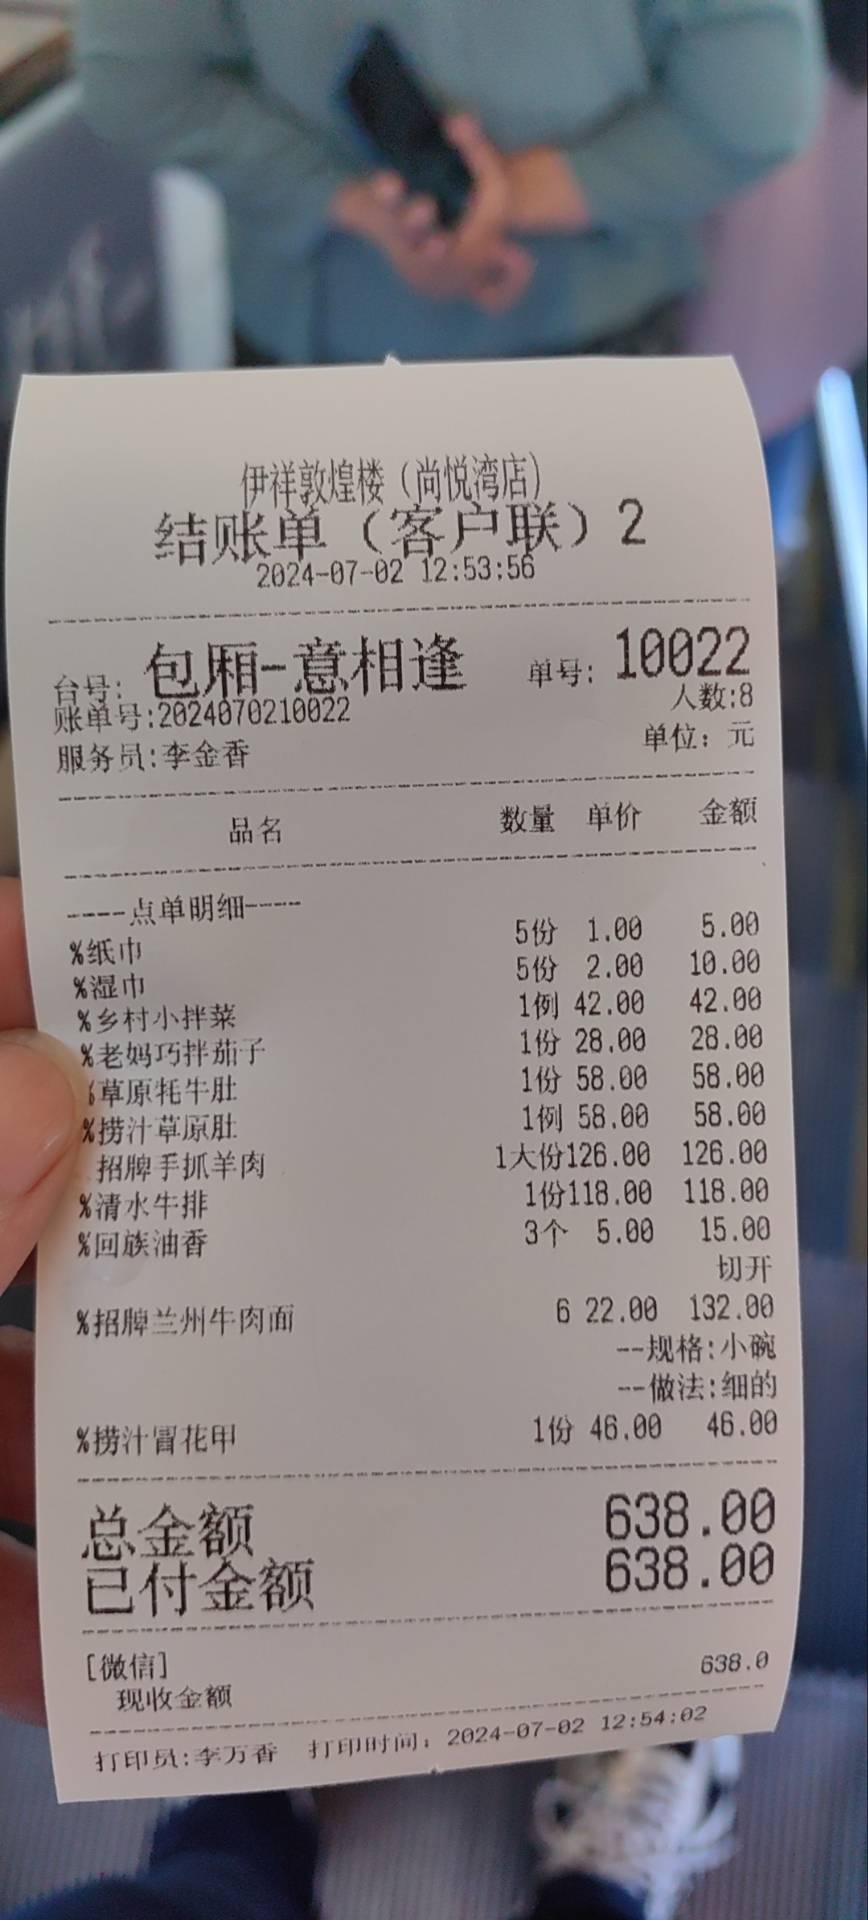 伊祥敦煌楼（尚悦湾店）
结账单（客户联）2
2024-07-02 12:53:56
台号: 包厢-意相逢 单号: 10022
账单号:2024070210022 人数:8
服务员:李金香 单位: 元
品名 数量 单价 金额
----点单明细----
%纸巾 5份 1.00 5.00
%湿巾 5份 2.00 10.00
%乡村小拌菜 1例 42.00 42.00
%老妈巧拌茄子 1份 28.00 28.00
%草原牦牛肚 1份 58.00 58.00
%捞汁草原肚 1例 58.00 58.00
招牌手抓羊肉 1大份126.00 126.00
%清水牛排 1份118.00 118.00
%回族油香 3个 5.00 15.00
切开
%招牌兰州牛肉面 6 22.00 132.00
--规格:小碗
--做法:细的
%捞汁冒花甲 1份 46.00 46.00
总金额 638.00
已付金额 638.00
[微信] 638.0
现收金额
打印员:李万香 打印时间: 2024-07-02 12:54:02